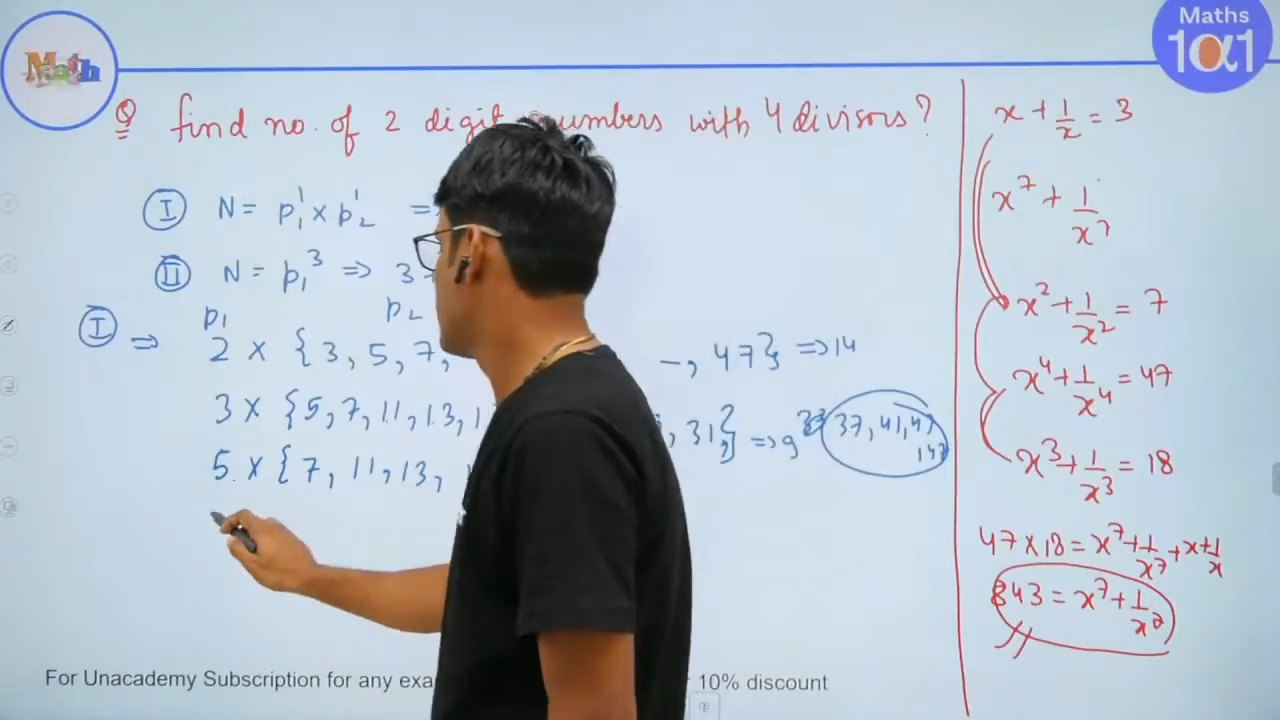 Math
Maths
1α1
Q find no. of 2 digit numbers with 4 divisors?
I N = p₁¹ × p₂¹ =>
II N = p₁³ => 3
I => p₁ p₂
2 × {3, 5, 7, –, 47} => 14
3 × {5, 7, 11, 13, 1 , 31} => 9 37, 41, 47
5 × {7, 11, 13,
x + 1/x = 3
x⁷ + 1/x⁷
x² + 1/x² = 7
x⁴ + 1/x⁴ = 47
x³ + 1/x³ = 18
47 × 18 = x⁷ + 1/x⁷ + x + 1/x
843 = x⁷ + 1/x⁷
For Unacademy Subscription for any exa 10% discount